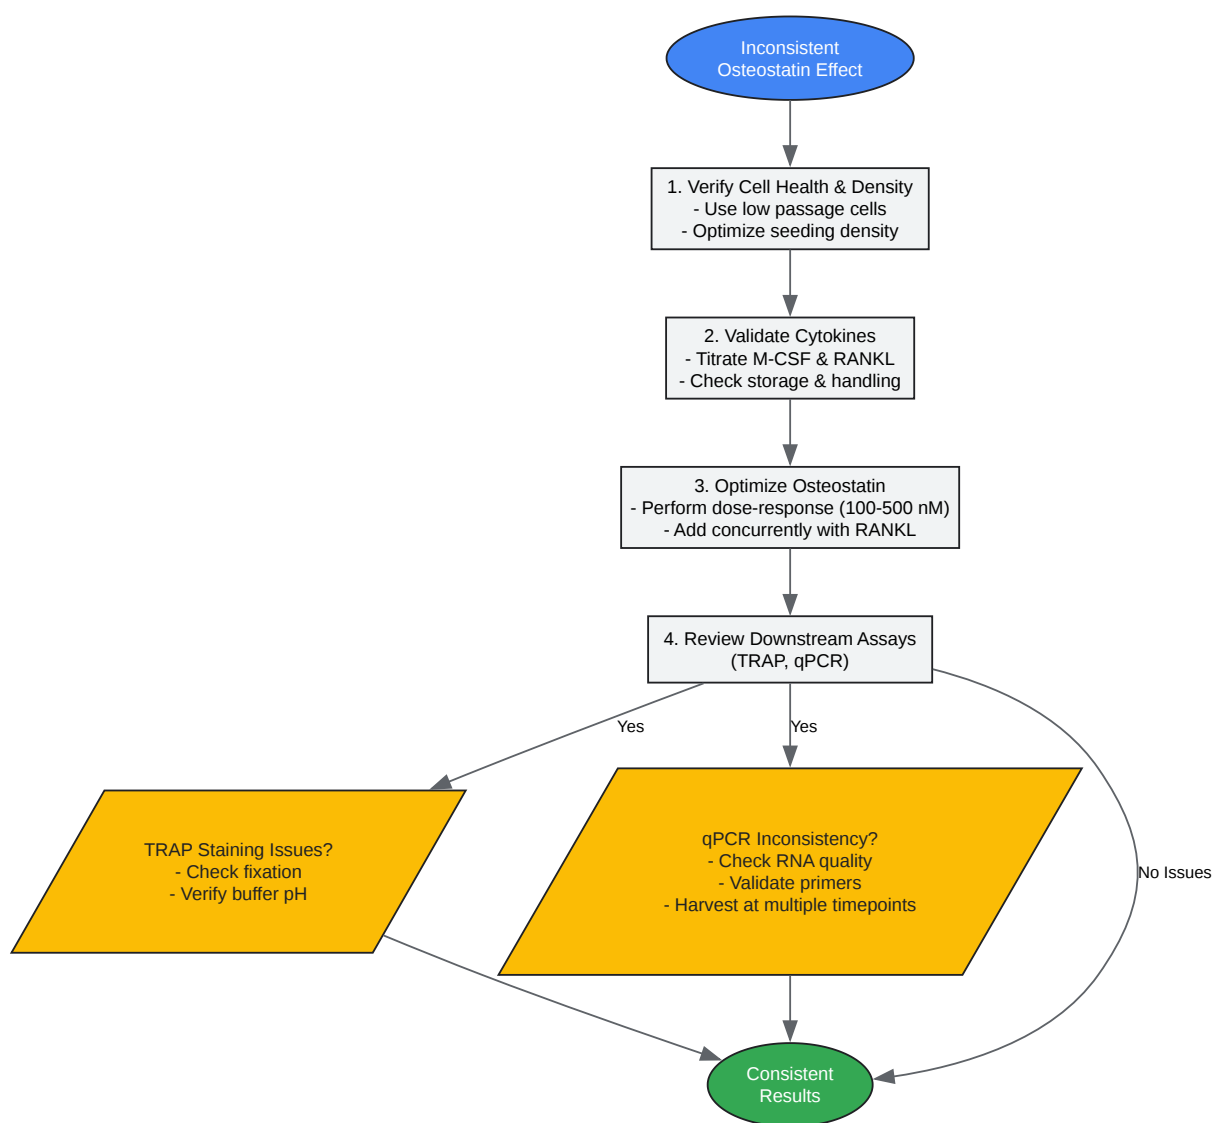 Inconsistent
Osteostatin Effect
1. Verify Cell Health & Density
- Use low passage cells
- Optimize seeding density
2. Validate Cytokines
- Titrate M-CSF & RANKL
- Check storage & handling
3. Optimize Osteostatin
- Perform dose-response (100-500 nM)
- Add concurrently with RANKL
4. Review Downstream Assays
(TRAP, qPCR)
Yes
Yes
No Issues
TRAP Staining Issues?
- Check fixation
- Verify buffer pH
qPCR Inconsistency?
- Check RNA quality
- Validate primers
- Harvest at multiple timepoints
Consistent
Results